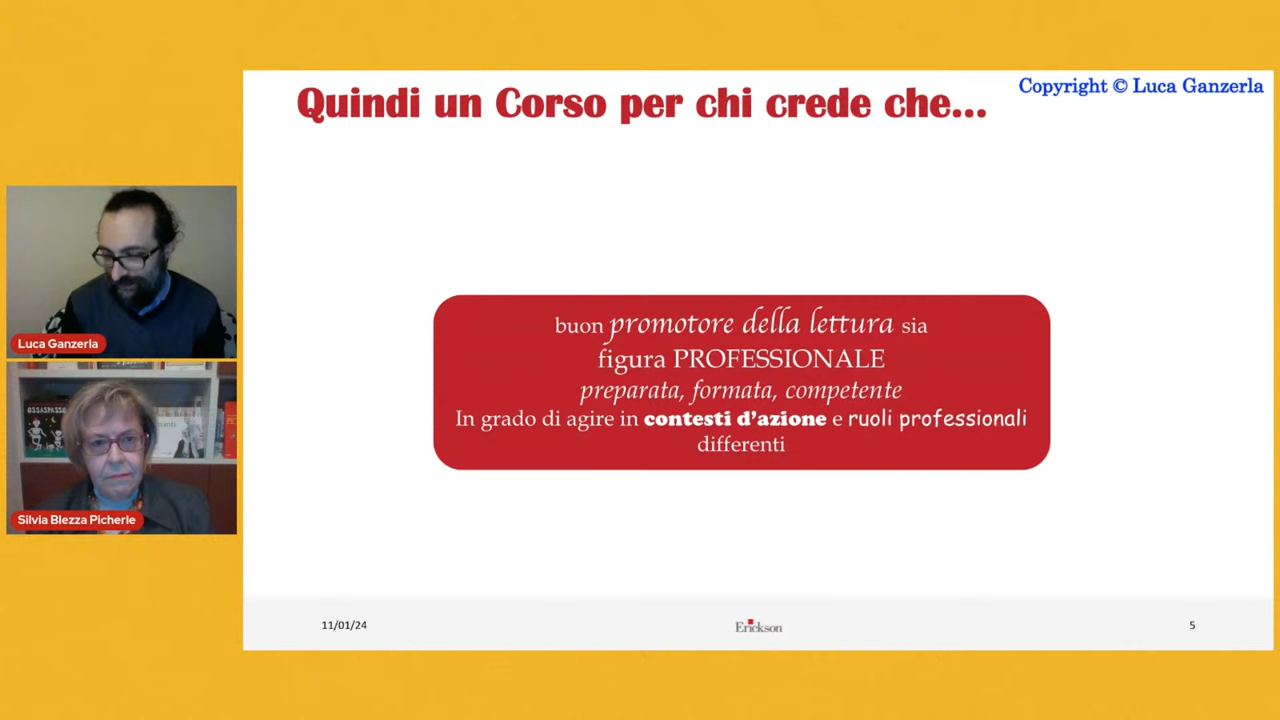 Quindi un Corso per chi crede che...
Copyright © Luca Ganzerla
Luca Ganzerla
OSSASPASSO
Silvia Blezza Picherle
buon promotore della lettura sia
figura PROFESSIONALE
preparata, formata, competente
In grado di agire in contesti d'azione e ruoli professionali
differenti
11/01/24
Erickson
5